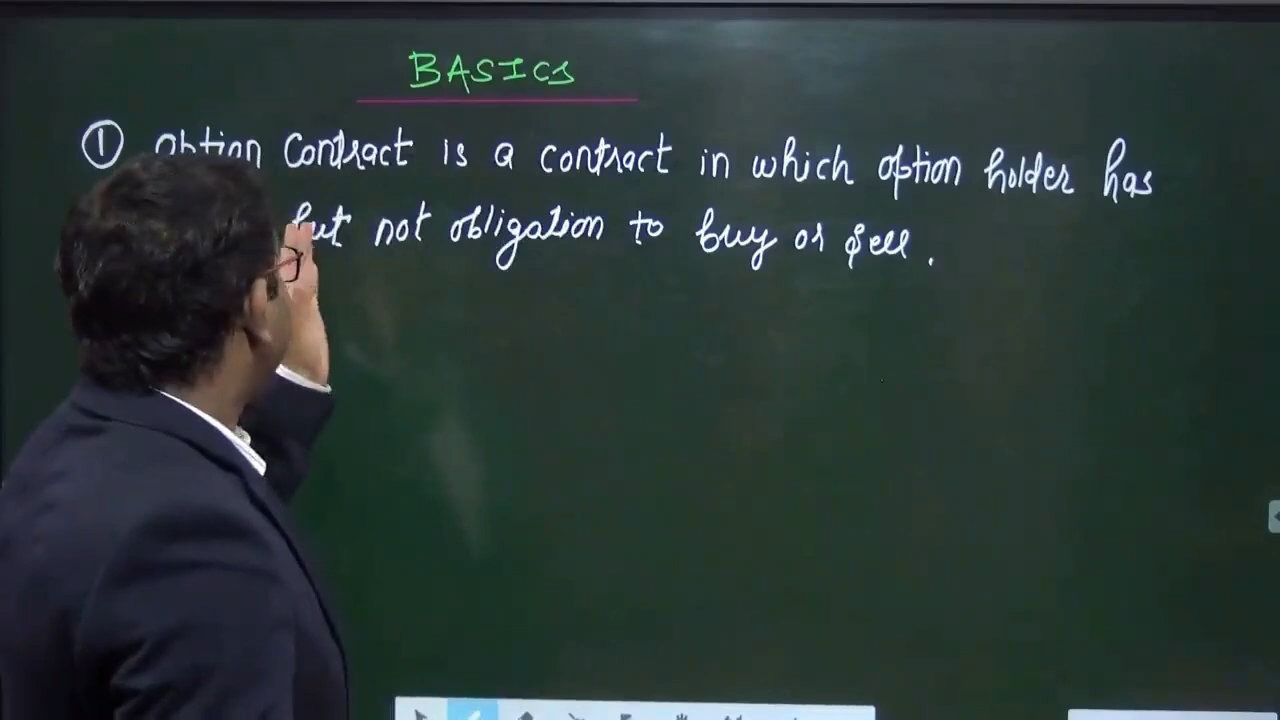 BASICS
① Option Contract is a contract in which option holder has
but not obligation to buy or sell.